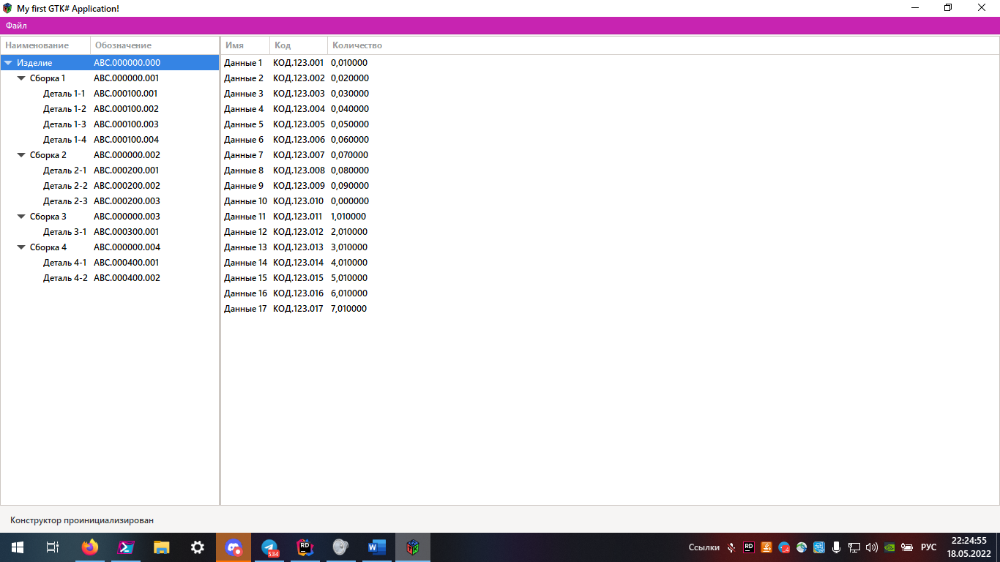 My first GTK# Application!
Файл
Наименование Обозначение Имя Код Количество
Изделие ABC.000000.000 Данные 1 КОД.123.001 0,010000
Сборка 1 ABC.000000.001 Данные 2 КОД.123.002 0,020000
Деталь 1-1 ABC.000100.001 Данные 3 КОД.123.003 0,030000
Деталь 1-2 ABC.000100.002 Данные 4 КОД.123.004 0,040000
Деталь 1-3 ABC.000100.003 Данные 5 КОД.123.005 0,050000
Деталь 1-4 ABC.000100.004 Данные 6 КОД.123.006 0,060000
Сборка 2 ABC.000000.002 Данные 7 КОД.123.007 0,070000
Деталь 2-1 ABC.000200.001 Данные 8 КОД.123.008 0,080000
Деталь 2-2 ABC.000200.002 Данные 9 КОД.123.009 0,090000
Деталь 2-3 ABC.000200.003 Данные 10 КОД.123.010 0,000000
Сборка 3 ABC.000000.003 Данные 11 КОД.123.011 1,010000
Деталь 3-1 ABC.000300.001 Данные 12 КОД.123.012 2,010000
Сборка 4 ABC.000000.004 Данные 13 КОД.123.013 3,010000
Деталь 4-1 ABC.000400.001 Данные 14 КОД.123.014 4,010000
Деталь 4-2 ABC.000400.002 Данные 15 КОД.123.015 5,010000
Данные 16 КОД.123.016 6,010000
Данные 17 КОД.123.017 7,010000
Конструктор проинициализирован
534 RD W Ссылки RD РУС 22:24:55
18.05.2022